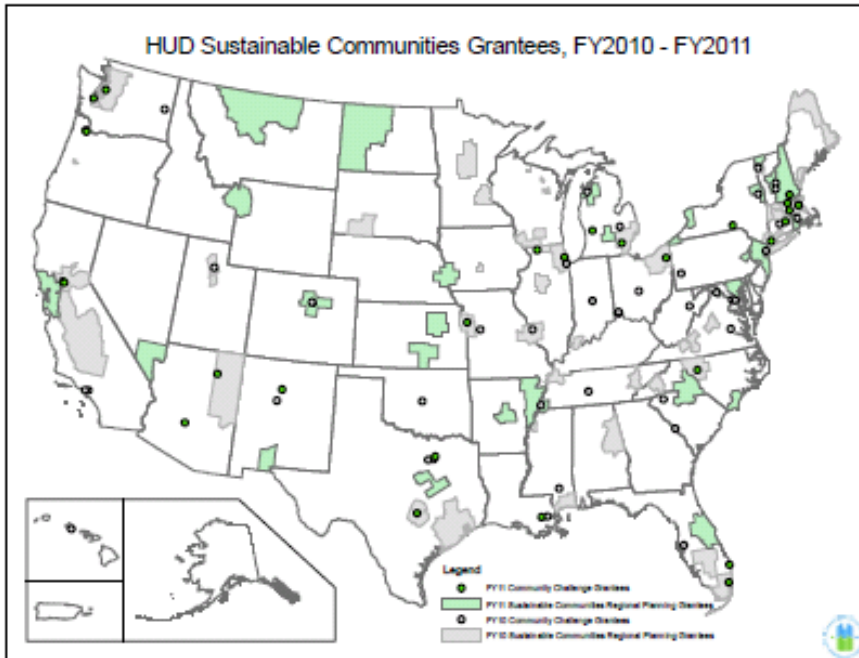 HUD Sustainable Communities Grantees, FY2010 - FY2011
Legend
FY11 Community Challenge Grantees
FY11 Sustainable Communities Regional Planning Grantees
FY10 Community Challenge Grantees
FY10 Sustainable Communities Regional Planning Grantees